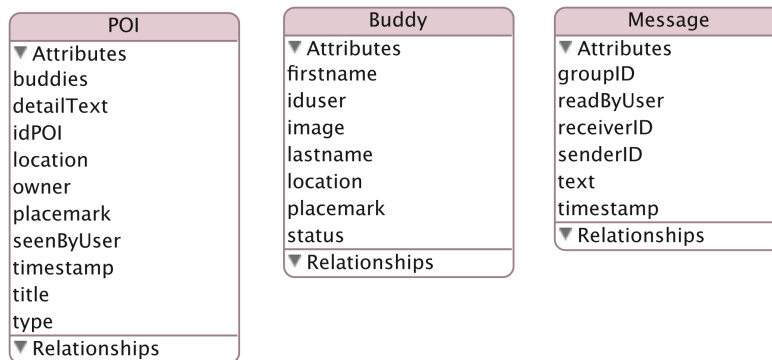 POI
Attributes
buddies
detailText
idPOI
location
owner
placemark
seenByUser
timestamp
title
type
Relationships
Buddy
Attributes
firstname
iduser
image
lastname
location
placemark
status
Relationships
Message
Attributes
groupID
readByUser
receiverID
senderID
text
timestamp
Relationships